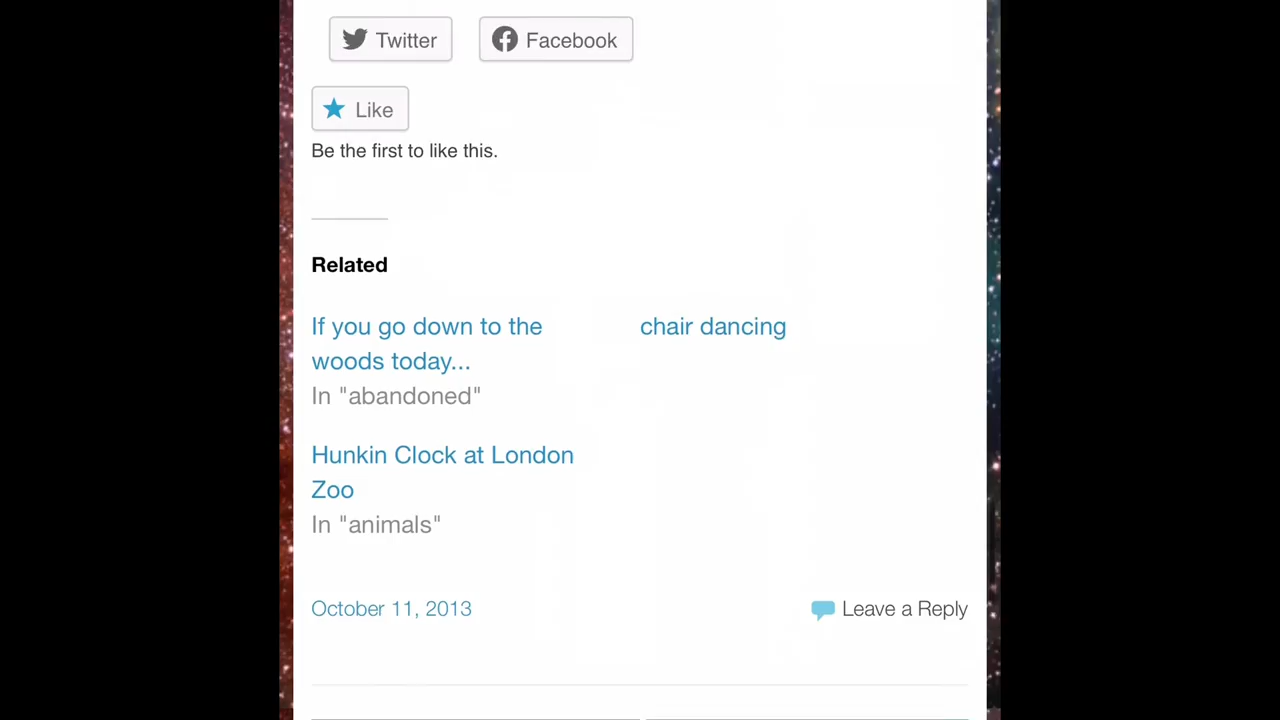 Twitter
Facebook
Like
Be the first to like this.
Related
If you go down to the
woods today...
In "abandoned"
chair dancing
Hunkin Clock at London
Zoo
In "animals"
October 11, 2013
Leave a Reply